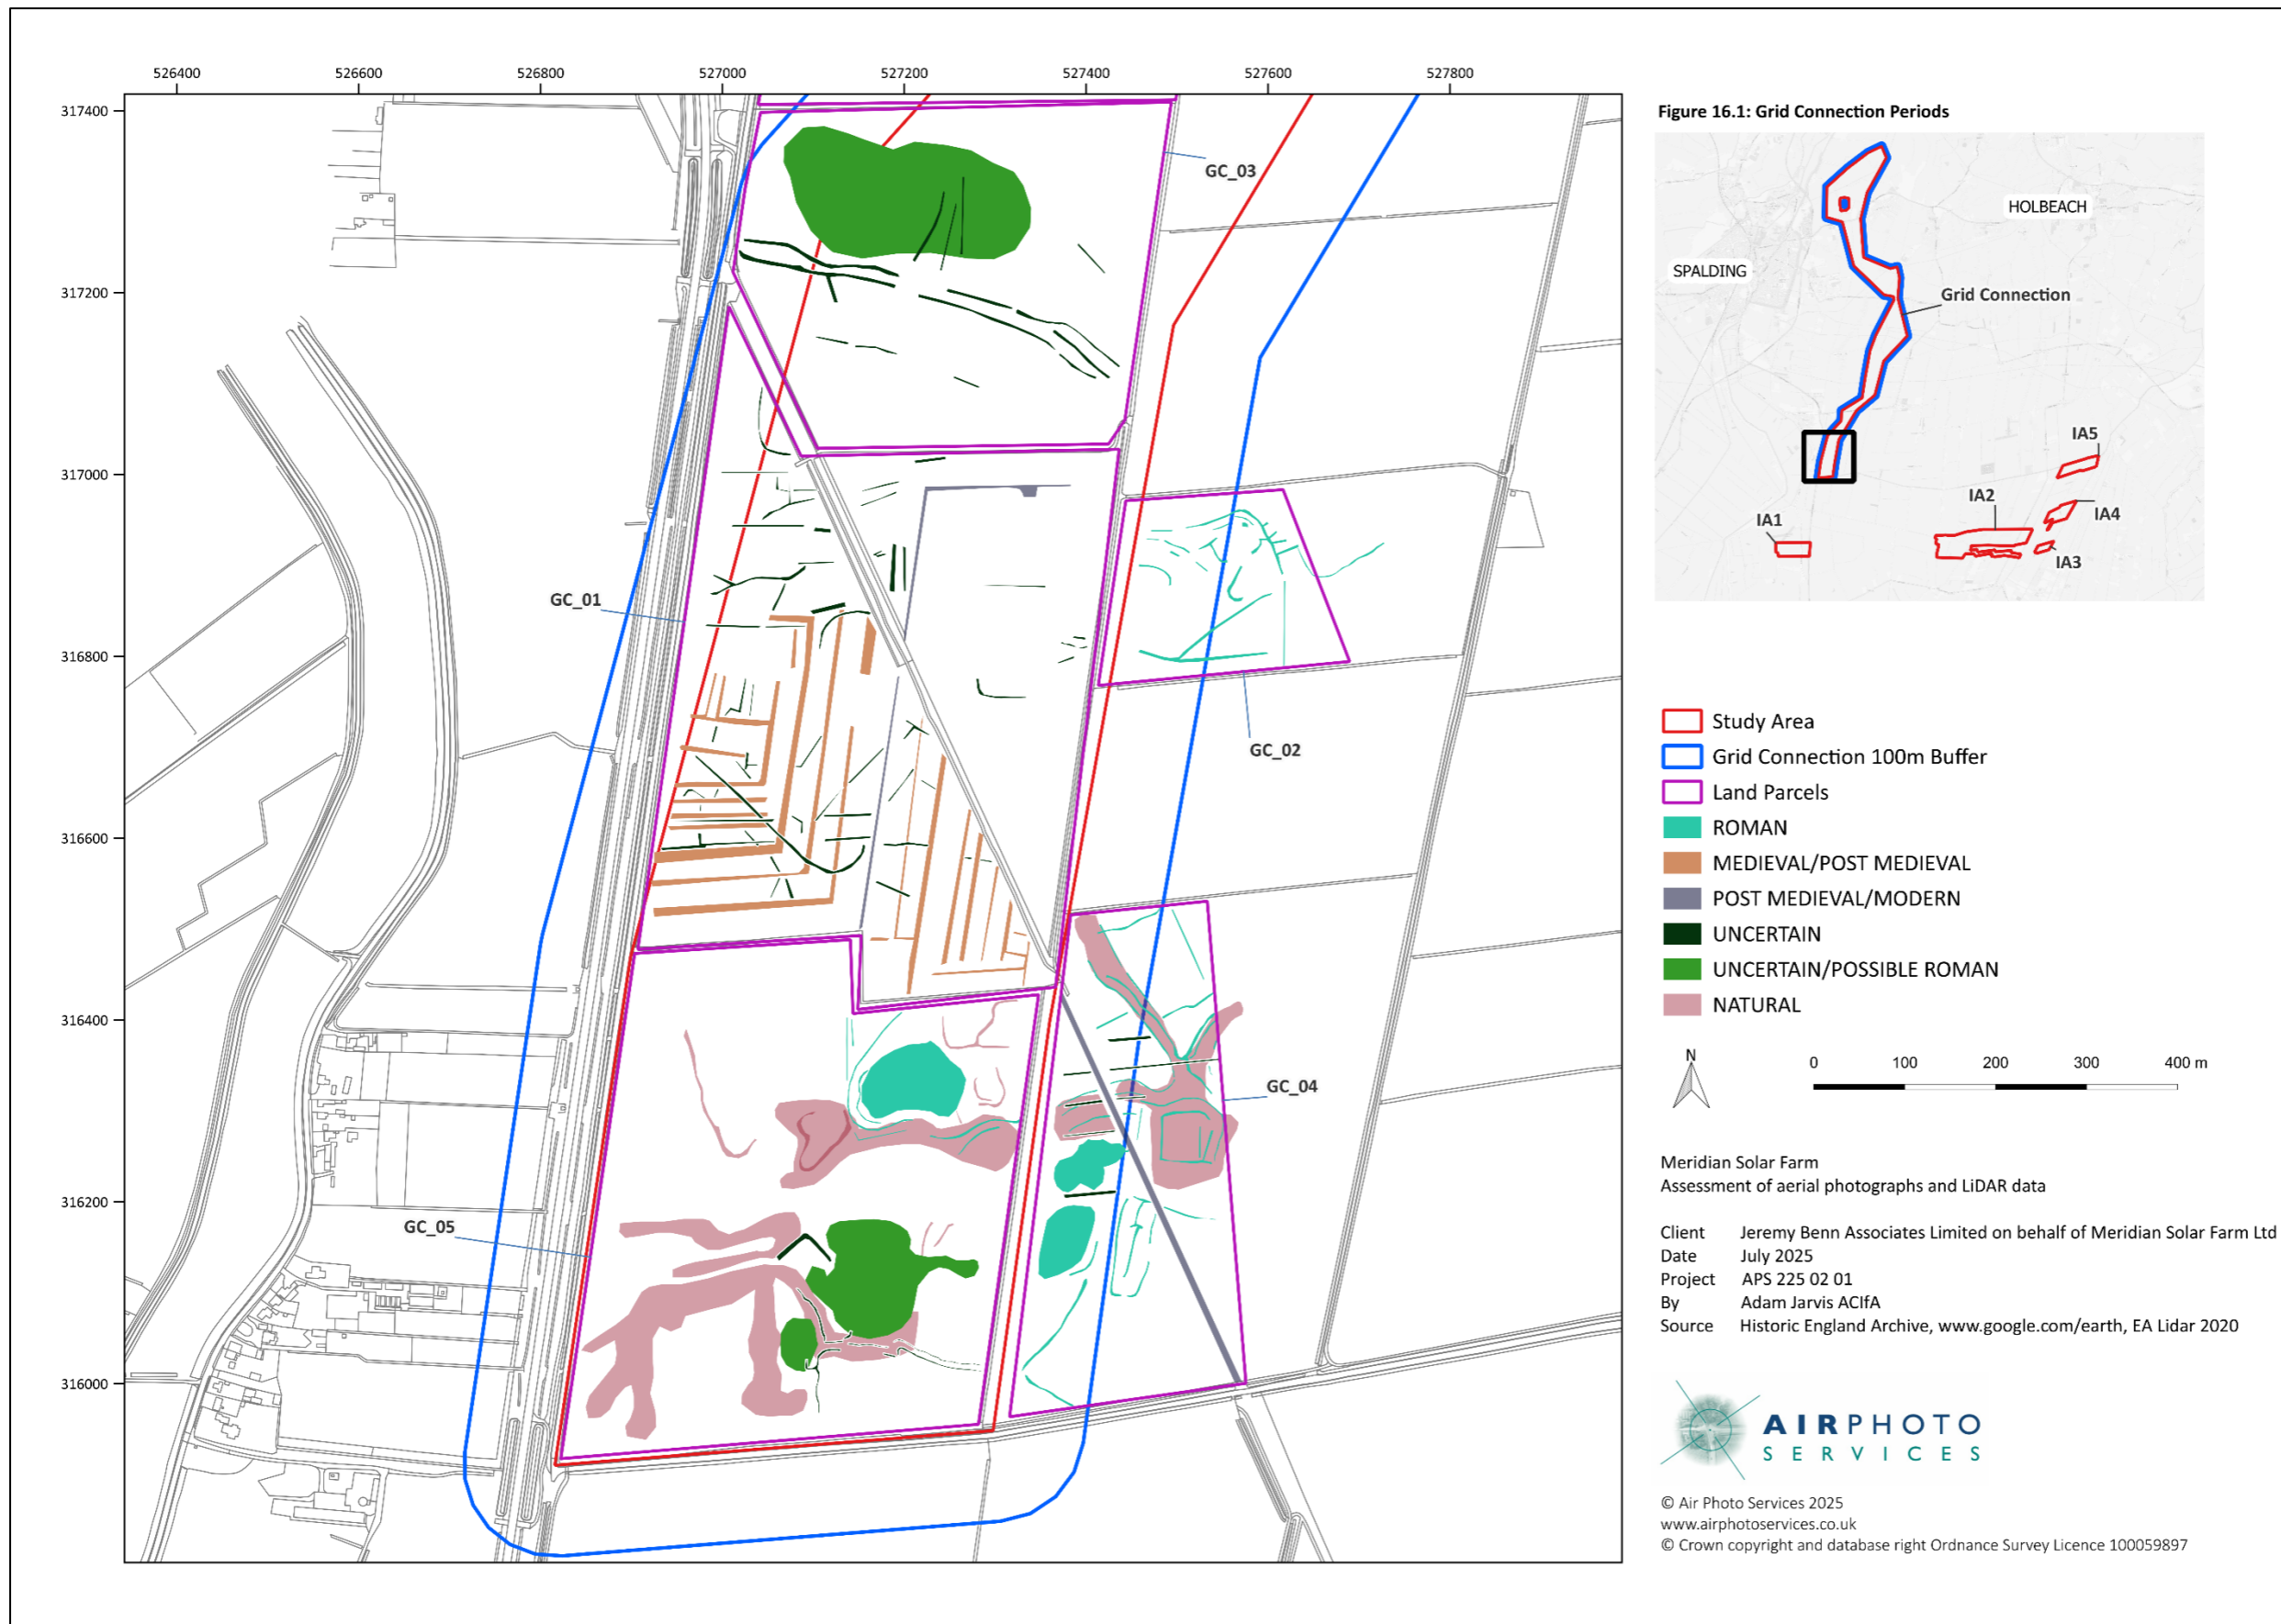 526400 526600 526800 527000 527200 527400 527600 527800
317400
317200
317000
316800
316600
316400
316200
316000
GC_03
GC_01
GC_02
GC_04
GC_05
Figure 16.1: Grid Connection Periods
HOLBEACH
SPALDING
Grid Connection
IA5
IA2
IA4
IA1
IA3
Study Area
Grid Connection 100m Buffer
Land Parcels
ROMAN
MEDIEVAL/POST MEDIEVAL
POST MEDIEVAL/MODERN
UNCERTAIN
UNCERTAIN/POSSIBLE ROMAN
NATURAL
N
0 100 200 300 400 m
Meridian Solar Farm
Assessment of aerial photographs and LiDAR data
Client Jeremy Benn Associates Limited on behalf of Meridian Solar Farm Ltd
Date July 2025
Project APS 225 02 01
By Adam Jarvis ACIfA
Source Historic England Archive, www.google.com/earth, EA Lidar 2020
AIRPHOTO
SERVICES
© Air Photo Services 2025
www.airphotoservices.co.uk
© Crown copyright and database right Ordnance Survey Licence 100059897